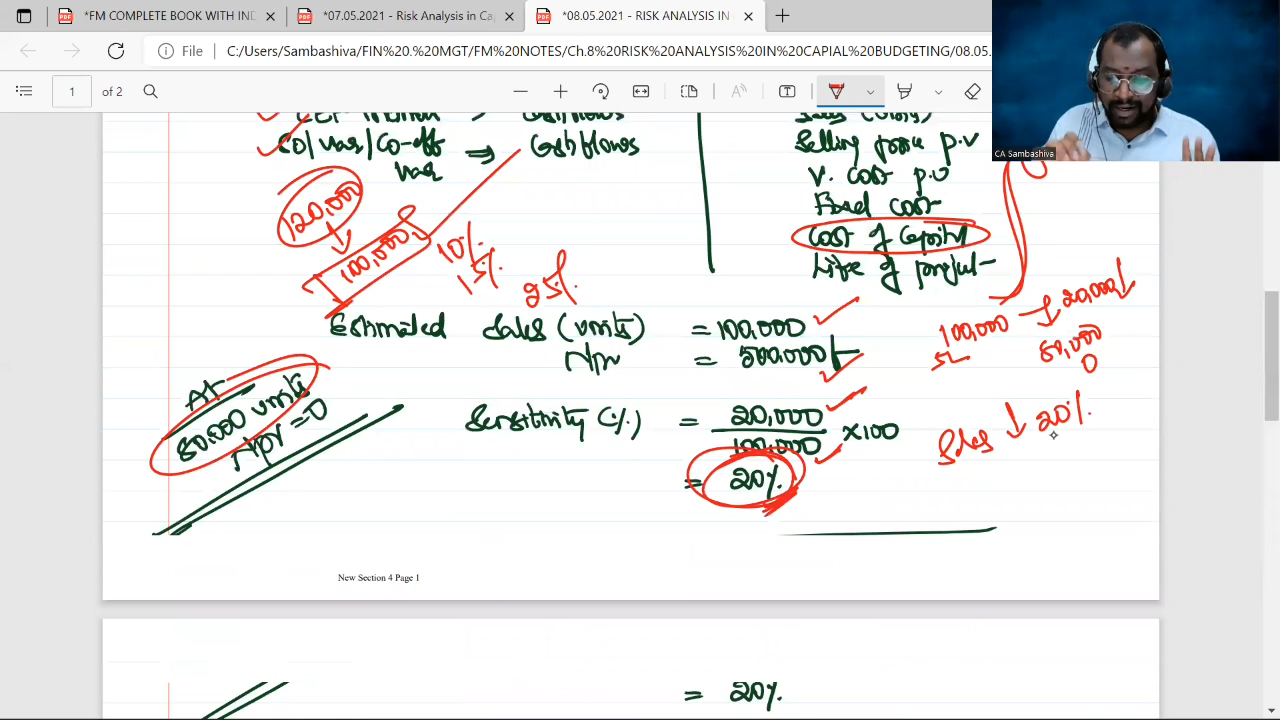 *FM COMPLETE BOOK WITH IND
*07.05.2021 - Risk Analysis in Ca
*08.05.2021 - RISK ANALYSIS IN
File
C:/Users/Sambashiva/FIN%20.%20MGT/FM%20NOTES/Ch.8%20RISK%20ANALYSIS%20IN%20CAPIAL%20BUDGETING/08.05.
1 of 2
CA Sambashiva
Co/var/Co-eff var ⇒ Cashflows
Selling price p.v
V. cost p.u
Fixed cost
Cost of Capital
Life of project
120,000
↓
100,000
10%
15%
25%
Estimated Sales (units) = 100,000
Npv = 500,000
At
80,000 units
Npv = 0
Sensitivity (%) = 20,000
100,000 ×100
= 20%
100,000 → 20,000↓
5L
80,000
0
Sales ↓ 20%
New Section 4 Page 1
= 20%